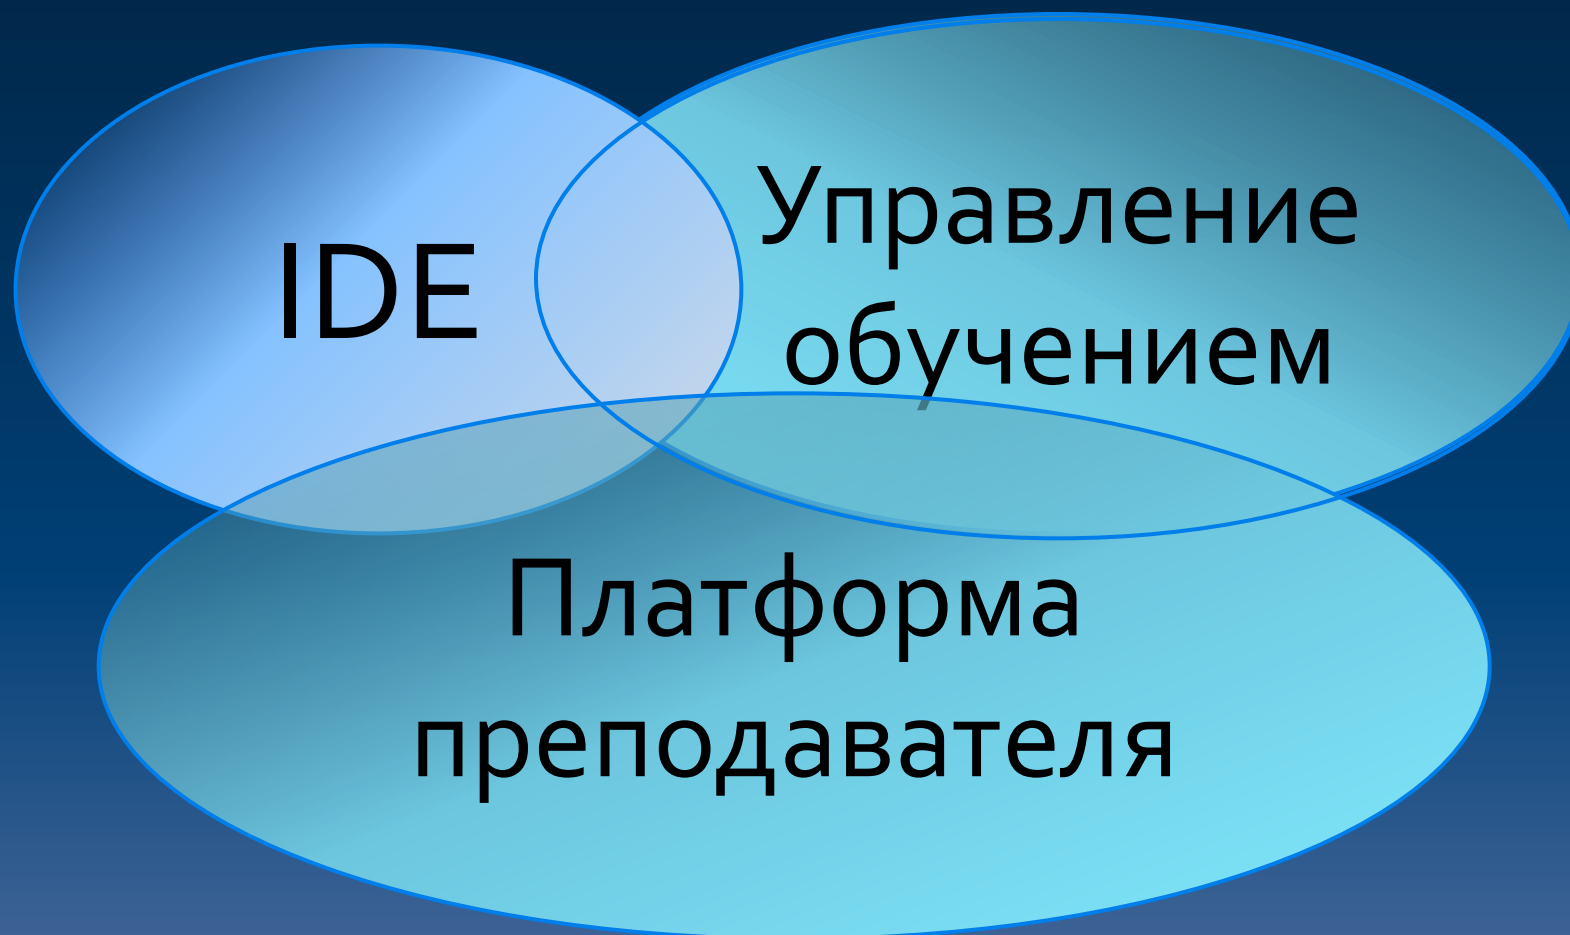 IDE
Управление
обучением
Платформа
преподавателя